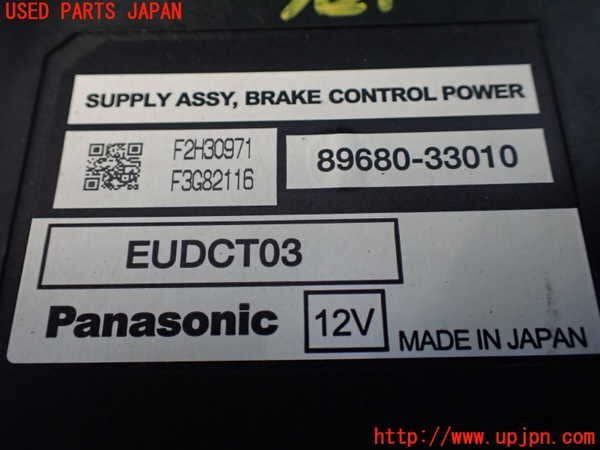 USED PARTS JAPAN
SUPPLY ASSY, BRAKE CONTROL POWER
F2H30971
F3G82116
89680-33010
EUDCT03
Panasonic
12V
MADE IN JAPAN
http://www.upjpn.com/